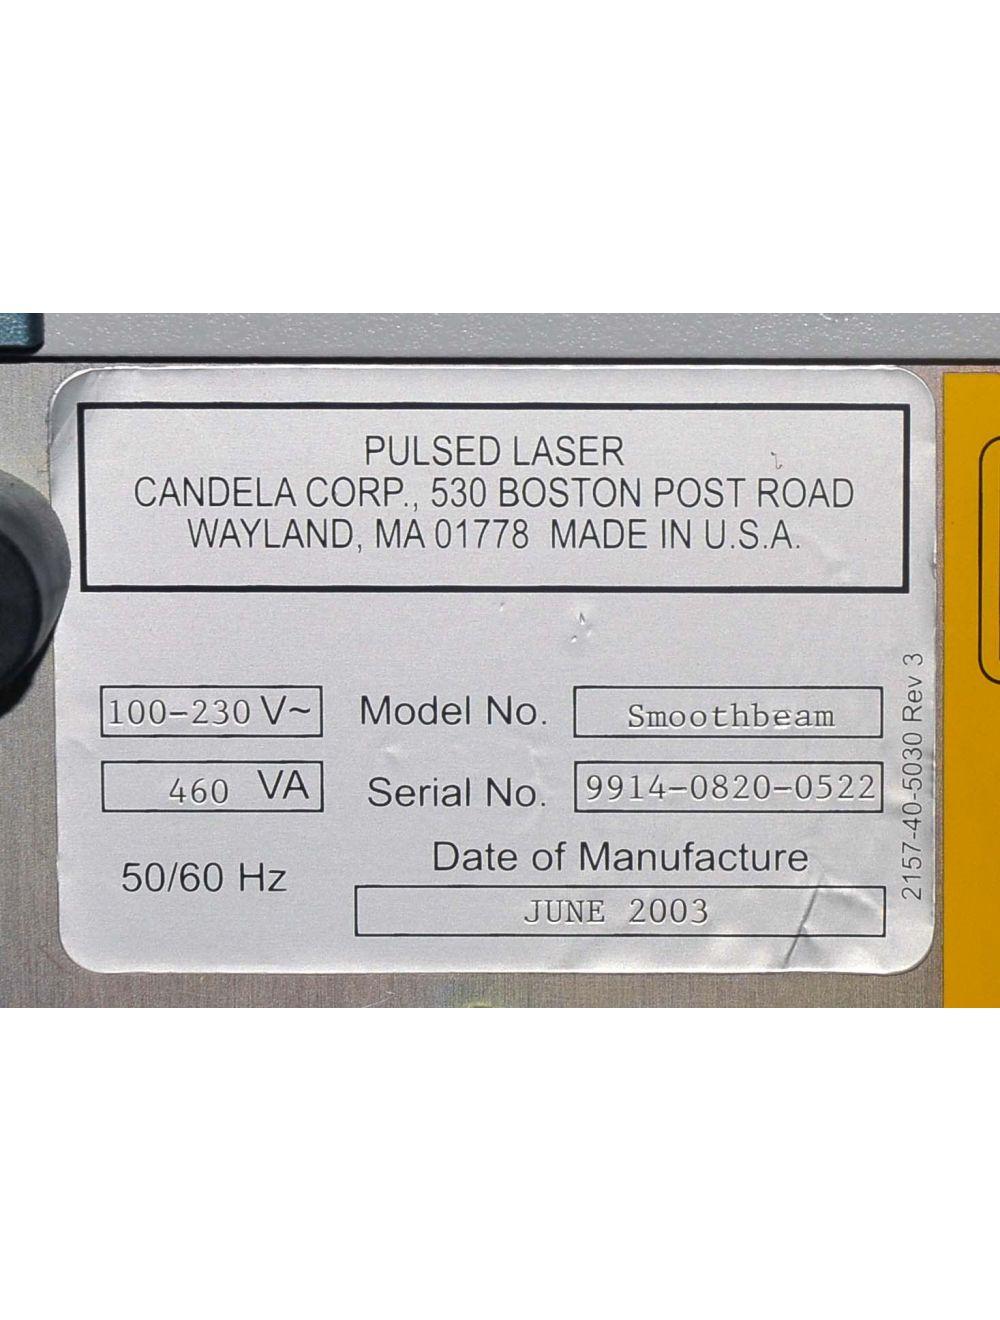 PULSED LASER
CANDELA CORP., 530 BOSTON POST ROAD
WAYLAND, MA 01778 MADE IN U.S.A.
100-230 V~ Model No. Smoothbeam
460 VA Serial No. 9914-0820-0522
50/60 Hz
Date of Manufacture
JUNE 2003
2157-40-5030 Rev 3